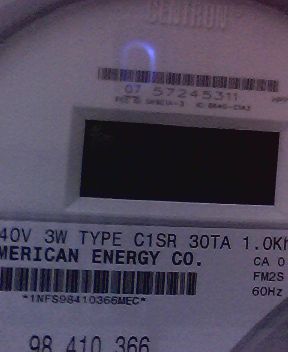 CENTRON
07 57245311
40V 3W TYPE C1SR 30TA 1.0Kh
MERICAN ENERGY CO.
CA 0
FM2S
60Hz
*1NFS98410366MEC*
98 410 366